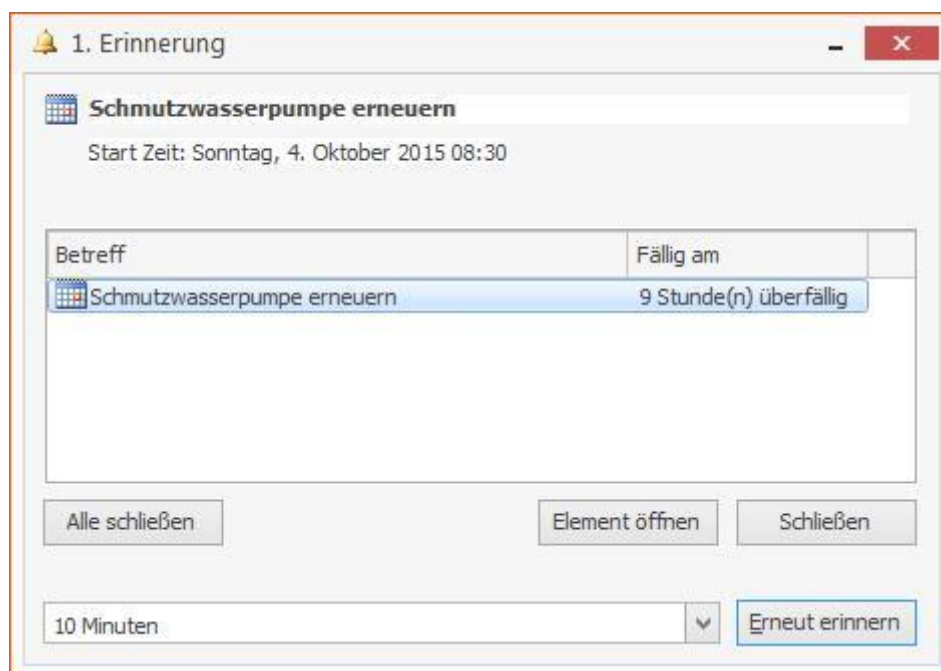 1. Erinnerung
Schmutzwasserpumpe erneuern
Start Zeit: Sonntag, 4. Oktober 2015 08:30
Betreff Fällig am
Schmutzwasserpumpe erneuern 9 Stunde(n) überfällig
Alle schließen Element öffnen Schließen
10 Minuten Erneut erinnern